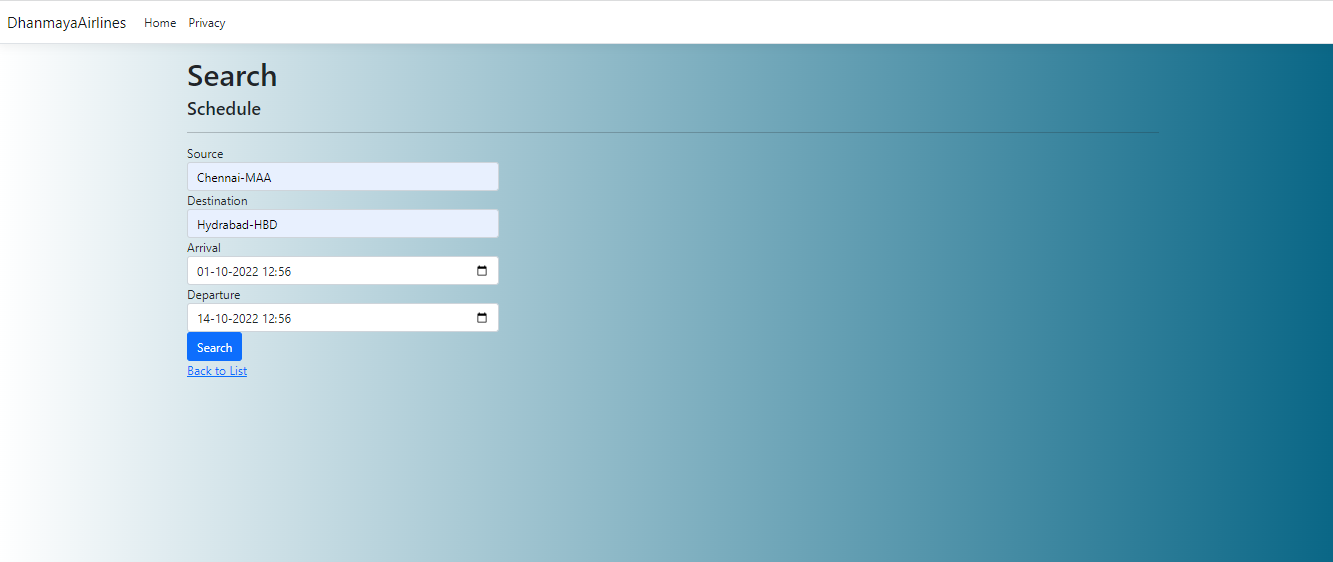 DhanmayaAirlines Home Privacy
Search
Schedule
Source
Chennai-MAA
Destination
Hydrabad-HBD
Arrival
01-10-2022 12:56
Departure
14-10-2022 12:56
Search
Back to List